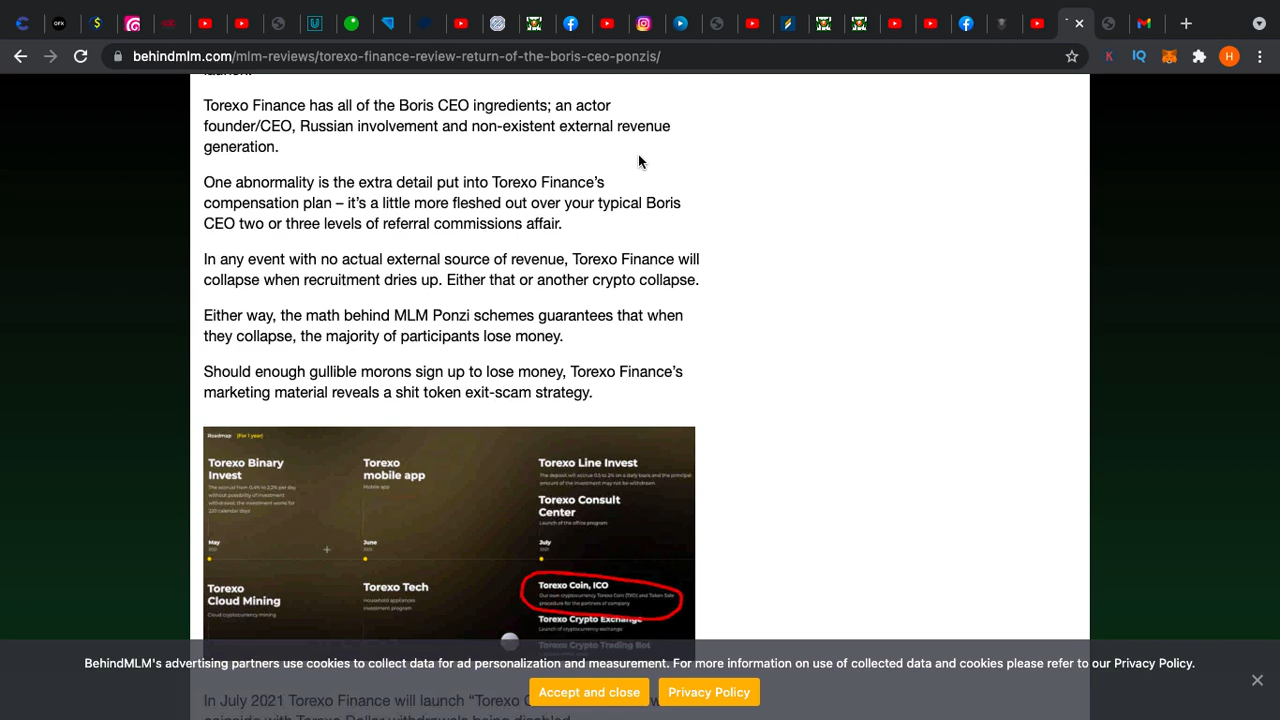 OFX
T
IQ
H
behindmlm.com/mlm-reviews/torexo-finance-review-return-of-the-boris-ceo-ponzis/
launch.
Torexo Finance has all of the Boris CEO ingredients; an actor
founder/CEO, Russian involvement and non-existent external revenue
generation.
One abnormality is the extra detail put into Torexo Finance’s
compensation plan – it’s a little more fleshed out over your typical Boris
CEO two or three levels of referral commissions affair.
In any event with no actual external source of revenue, Torexo Finance will
collapse when recruitment dries up. Either that or another crypto collapse.
Either way, the math behind MLM Ponzi schemes guarantees that when
they collapse, the majority of participants lose money.
Should enough gullible morons sign up to lose money, Torexo Finance’s
marketing material reveals a shit token exit-scam strategy.
Roadmap (For 1 year)
Torexo Binary
Invest
The accrual from 0.4% to 2.2% per day
without possibility of investment
withdrawal, the investment works for
220 calendar days
Torexo
mobile app
Mobile app
Torexo Line Invest
The deposit will accrue 0.5 to 2% on a daily basis and the principal
amount of the investment may not be withdrawn.
Torexo Consult
Center
Launch of the office program
May
2021
June
2021
July
2021
Torexo
Cloud Mining
Cloud cryptocurrency mining
Torexo Tech
Household appliances
investment program
Torexo Coin, ICO
Our own cryptocurrency Torexo Coin (TXC) and Token Sale
procedure for the partners of company
Torexo Crypto Exchange
Launch of cryptocurrency exchange
Torexo Crypto Trading Bot
BehindMLM's advertising partners use cookies to collect data for ad personalization and measurement. For more information on use of collected data and cookies please refer to our Privacy Policy.
Accept and close
Privacy Policy
In July 2021 Torexo Finance will launch “Torexo